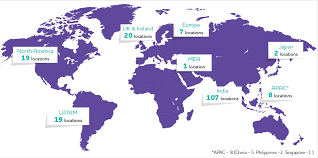 North America
19 locations
UK & Ireland
20 locations
Europe
7 locations
MEA
1 location
Japan
2 locations
India
107 locations
APAC*
8 locations
LATAM
19 locations
*APAC - 8 (China - 5, Philippines -2, Singapore -1)